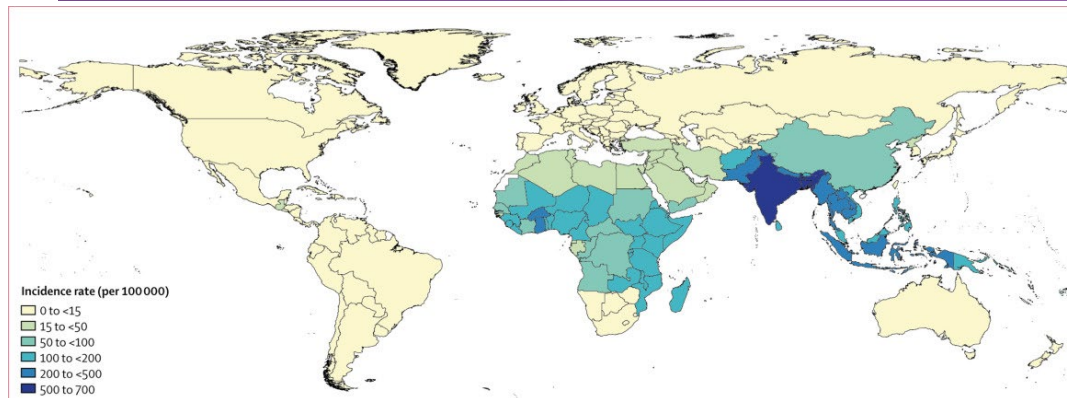 Incidence rate (per 100 000)
0 to <15
15 to <50
50 to <100
100 to <200
200 to <500
500 to 700